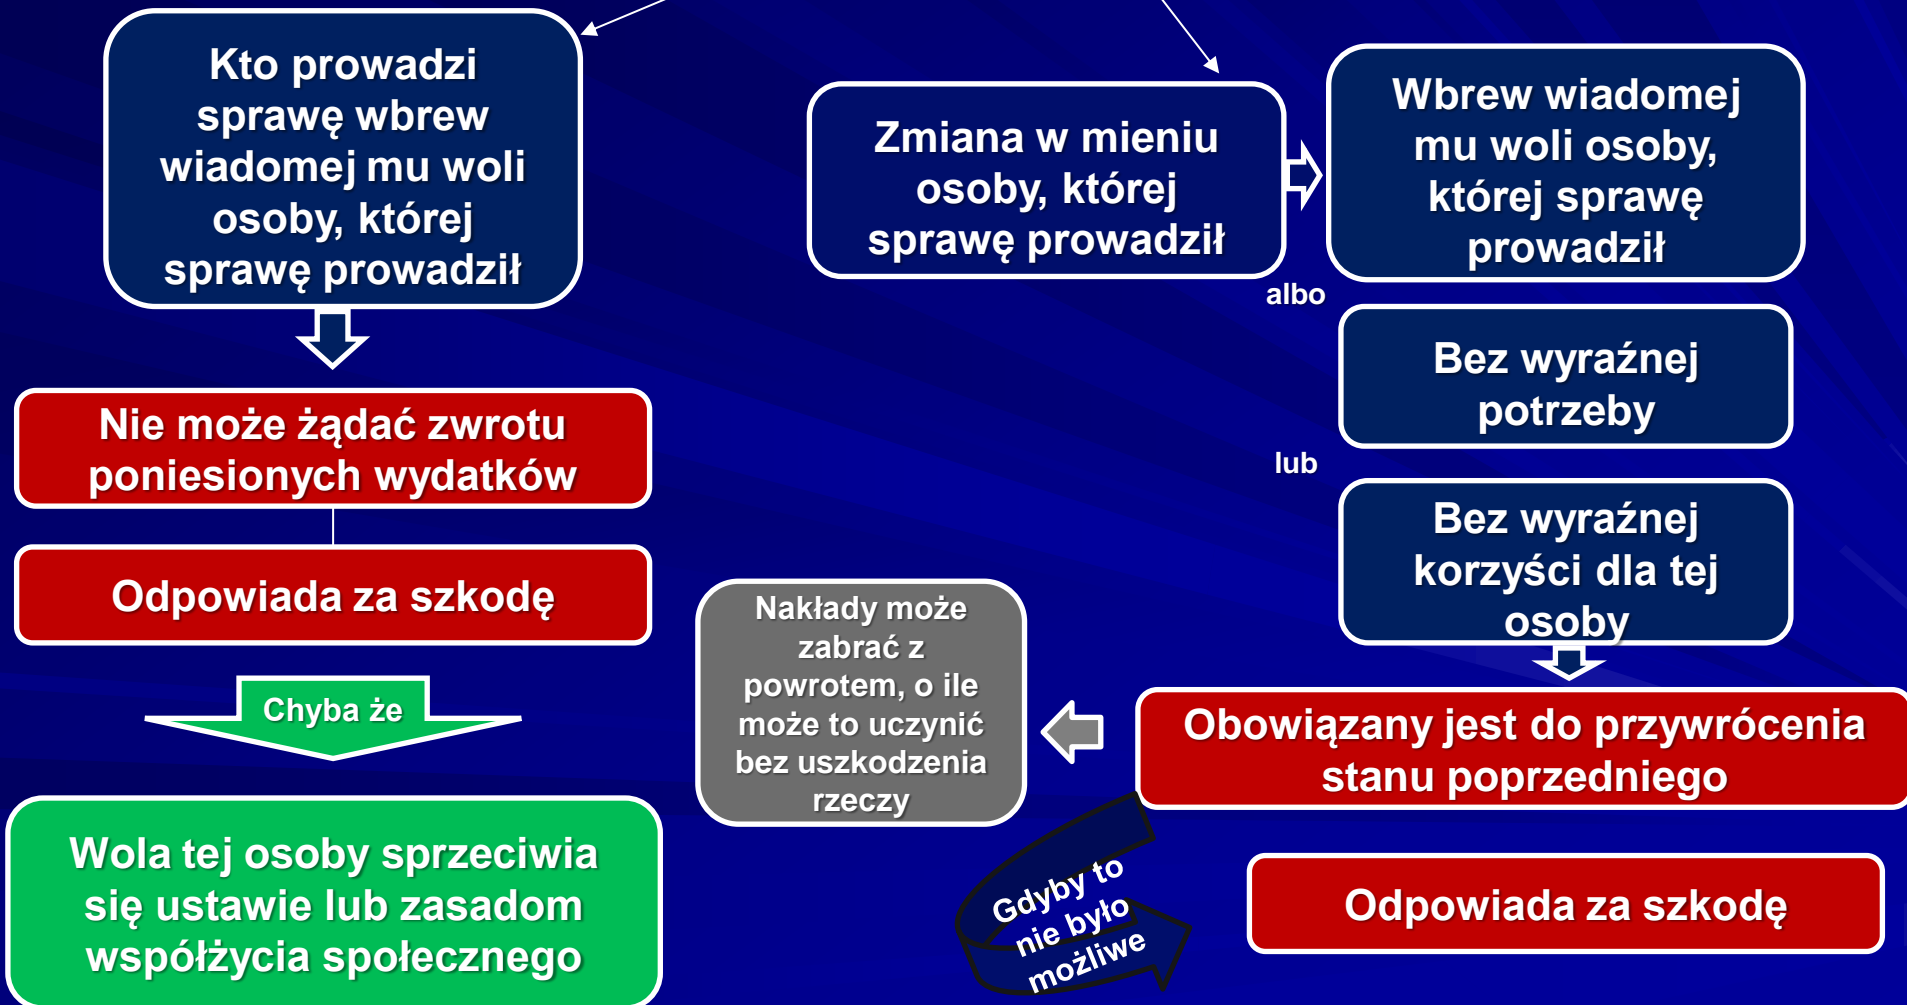 Kto prowadzi
sprawę wbrew
wiadomej mu woli
osoby, której
sprawę prowadził
Nie może żądać zwrotu
poniesionych wydatków
Odpowiada za szkodę
Chyba że
Wola tej osoby sprzeciwia
się ustawie lub zasadom
współżycia społecznego
Zmiana w mieniu
osoby, której
sprawę prowadził
Wbrew wiadomej
mu woli osoby,
której sprawę
prowadził
albo
Bez wyraźnej
potrzeby
lub
Bez wyraźnej
korzyści dla tej
osoby
Obowiązany jest do przywrócenia
stanu poprzedniego
Nakłady może
zabrać z
powrotem, o ile
może to uczynić
bez uszkodzenia
rzeczy
Gdyby to
nie było
możliwe
Odpowiada za szkodę